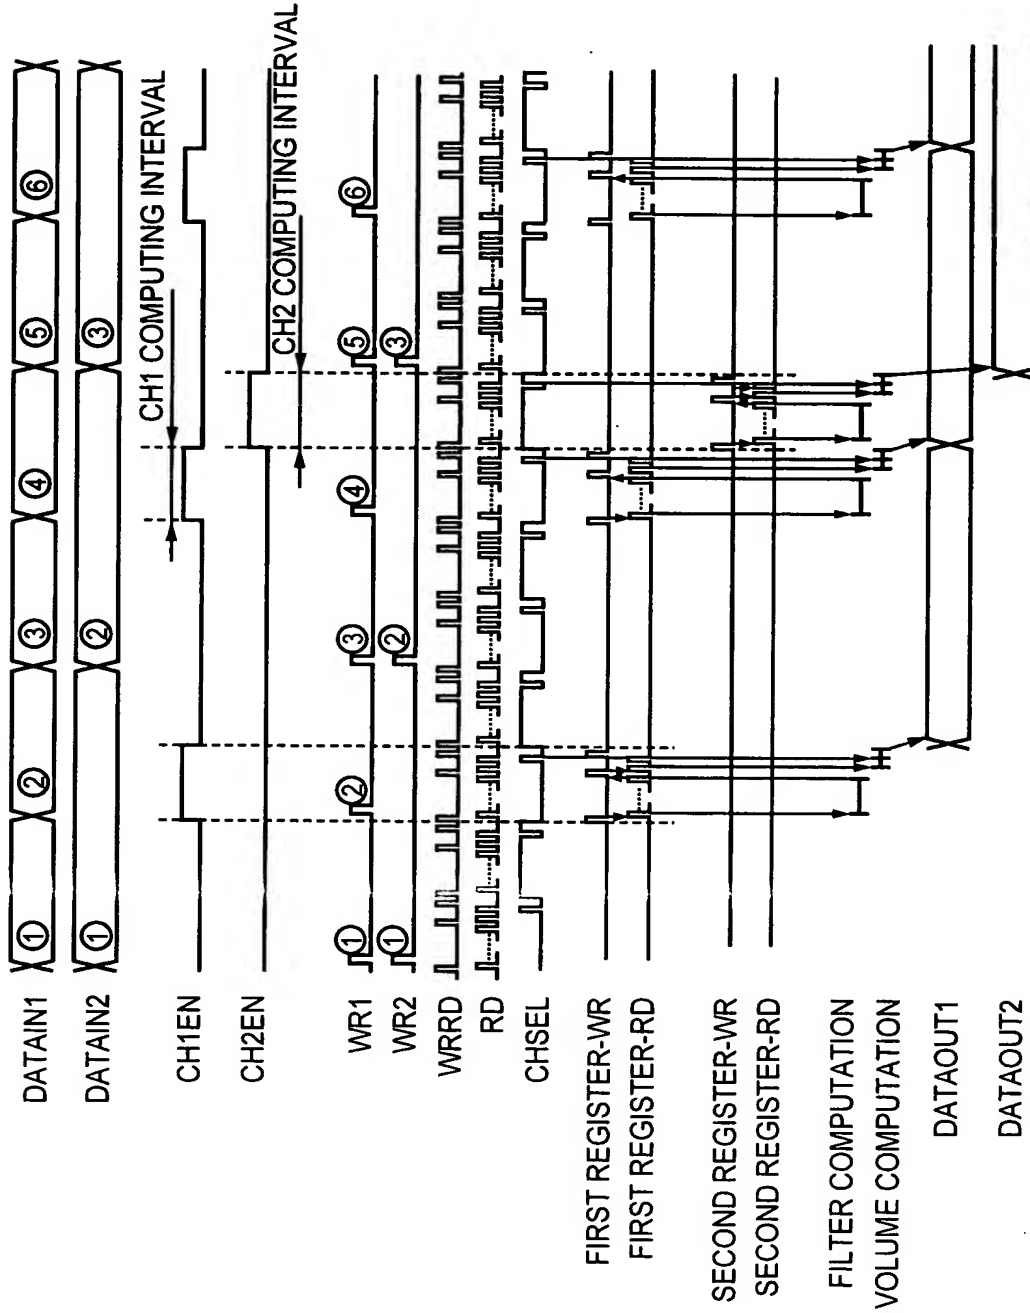 DATAIN1 ① ② ③ ④ ⑤ ⑥
DATAIN2 ① ② ③
CH1EN
CH1 COMPUTING INTERVAL
CH2EN
CH2 COMPUTING INTERVAL
WR1 ① ② ③ ④ ⑤ ⑥
WR2 ① ② ③
WRRD
RD
CHSEL
FIRST REGISTER-WR
FIRST REGISTER-RD
SECOND REGISTER-WR
SECOND REGISTER-RD
FILTER COMPUTATION
VOLUME COMPUTATION
DATAOUT1
DATAOUT2